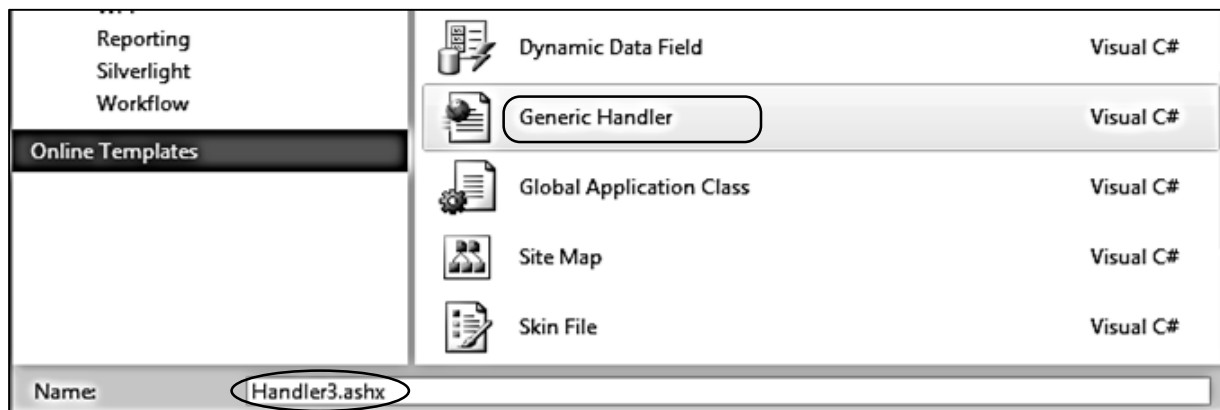 Reporting
Silverlight
Workflow
Online Templates
Dynamic Data Field Visual C#
Generic Handler Visual C#
Global Application Class Visual C#
Site Map Visual C#
Skin File Visual C#
Name: Handler3.ashx